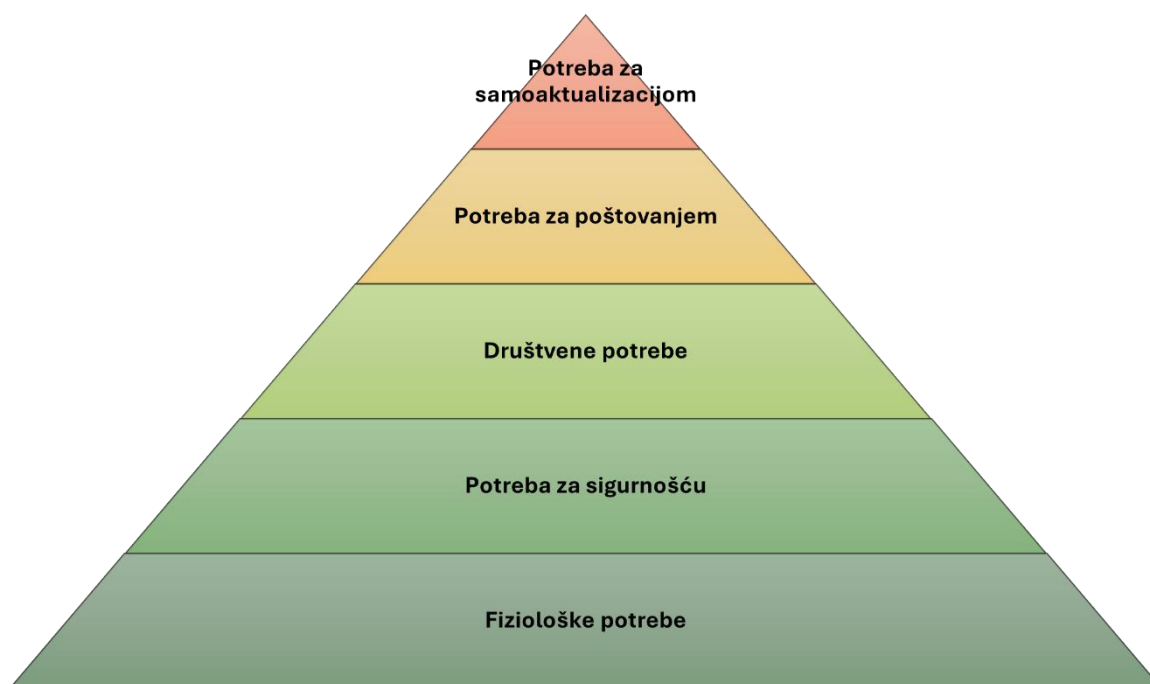 Potreba za
samoaktualizacijom
Potreba za poštovanjem
Društvene potrebe
Potreba za sigurnošću
Fiziološke potrebe